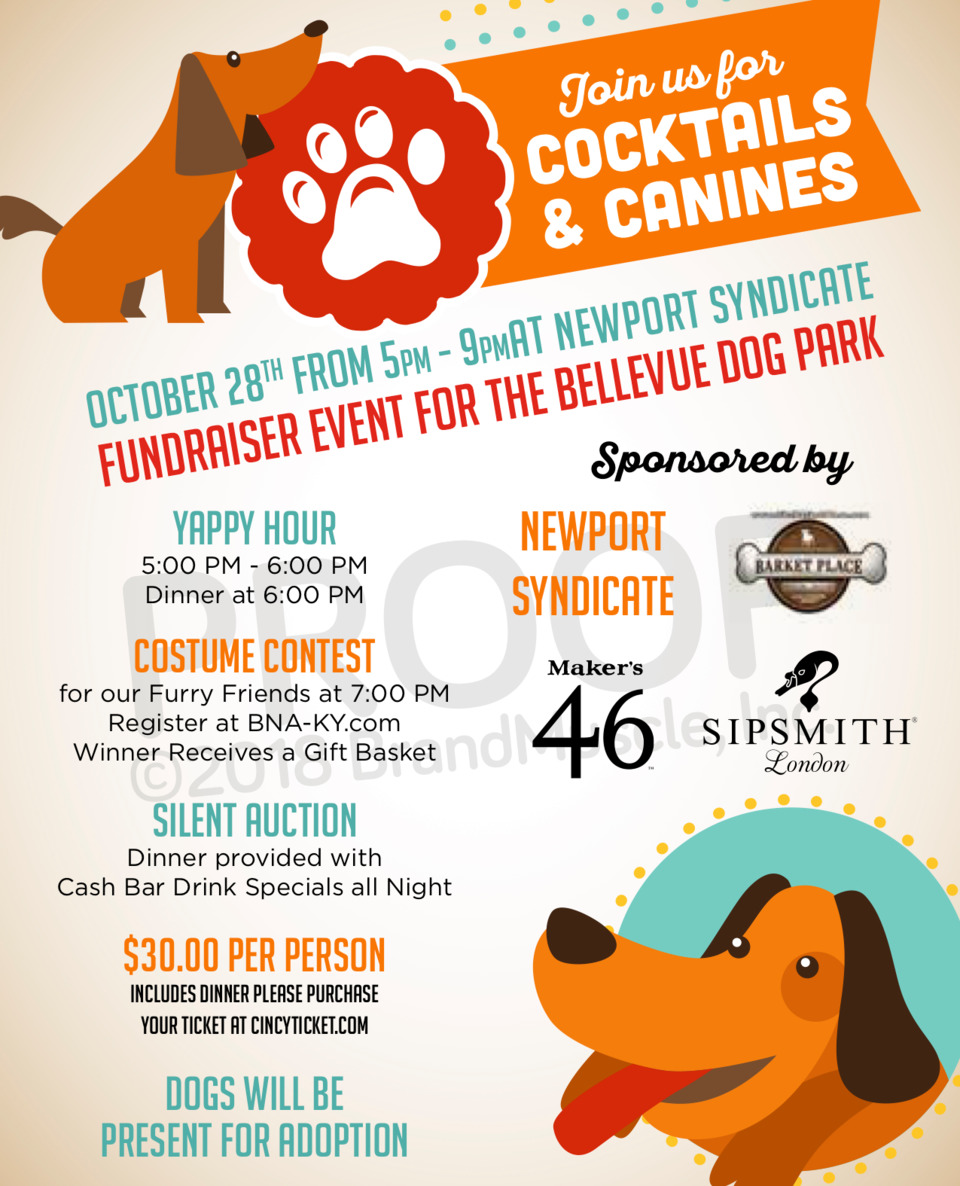 Join us for
COCKTAILS
& CANINES
OCTOBER 28TH FROM 5PM - 9PMAT NEWPORT SYNDICATE
FUNDRAISER EVENT FOR THE BELLEVUE DOG PARK
Sponsored by
YAPPY HOUR
5:00 PM - 6:00 PM
Dinner at 6:00 PM
COSTUME CONTEST
for our Furry Friends at 7:00 PM
Register at BNA-KY.com
Winner Receives a Gift Basket
SILENT AUCTION
Dinner provided with
Cash Bar Drink Specials all Night
$30.00 PER PERSON
INCLUDES DINNER PLEASE PURCHASE
YOUR TICKET AT CINCYTICKET.COM
DOGS WILL BE
PRESENT FOR ADOPTION
NEWPORT
SYNDICATE
BARKET PLACE
Maker's
46™
SIPSMITH®
London
PROOF
©2018 BrandMuscle, Inc.